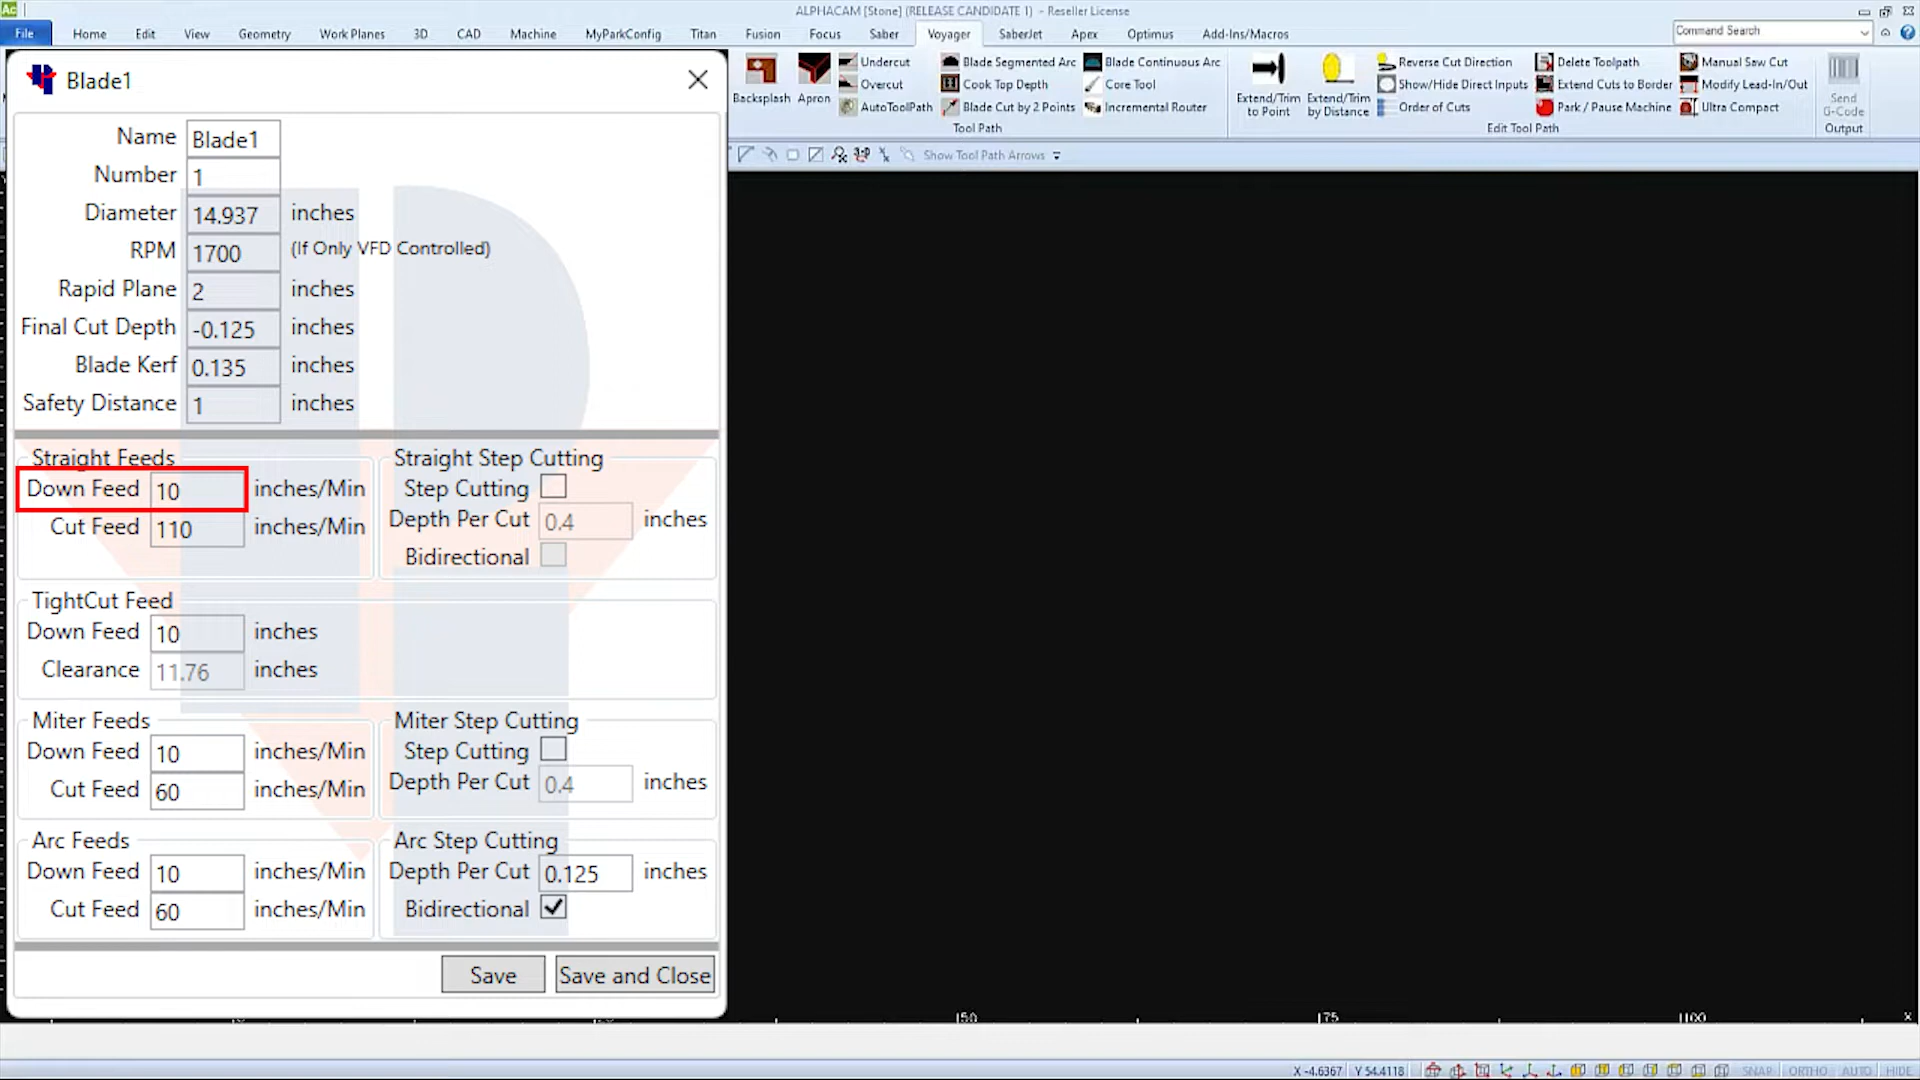 Ac
ALPHACAM [Stone] (RELEASE CANDIDATE 1) - Reseller License
File Home Edit View Geometry Work Planes 3D CAD Machine MyParkConfig Titan Fusion Focus Saber Voyager SaberJet Apex Optimus Add-Ins/Macros
Command Search
Backsplash
Apron
Undercut
Overcut
AutoToolPath
Blade Segmented Arc
Cook Top Depth
Blade Cut by 2 Points
Blade Continuous Arc
Core Tool
Incremental Router
Tool Path
Extend/Trim
to Point
Extend/Trim
by Distance
Reverse Cut Direction
Show/Hide Direct Inputs
Order of Cuts
Delete Toolpath
Extend Cuts to Border
Park / Pause Machine
Manual Saw Cut
Modify Lead-In/Out
Ultra Compact
Edit Tool Path
Send
G-Code
Output
Show Tool Path Arrows
Blade1
Name Blade1
Number 1
Diameter 14.937 inches
RPM 1700 (If Only VFD Controlled)
Rapid Plane 2 inches
Final Cut Depth -0.125 inches
Blade Kerf 0.135 inches
Safety Distance 1 inches
Straight Feeds
Down Feed 10 inches/Min
Cut Feed 110 inches/Min
Straight Step Cutting
Step Cutting
Depth Per Cut 0.4 inches
Bidirectional
TightCut Feed
Down Feed 10 inches
Clearance 11.76 inches
Miter Feeds
Down Feed 10 inches/Min
Cut Feed 60 inches/Min
Miter Step Cutting
Step Cutting
Depth Per Cut 0.4 inches
Arc Feeds
Down Feed 10 inches/Min
Cut Feed 60 inches/Min
Arc Step Cutting
Depth Per Cut 0.125 inches
Bidirectional
Save Save and Close
50 75 100 X
X -4.6367 Y 54.4118 SNAP ORTHO AUTO HIDE